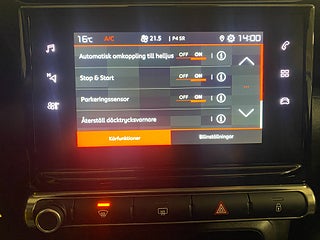 16°C A/C 21.5 P4 SR 14:00
Automatisk omkoppling till helljus OFF ON
Stop & Start OFF ON
Parkeringssensor OFF ON
Återställ däcktrycksvarnare
Körfunktioner Bilinställningar